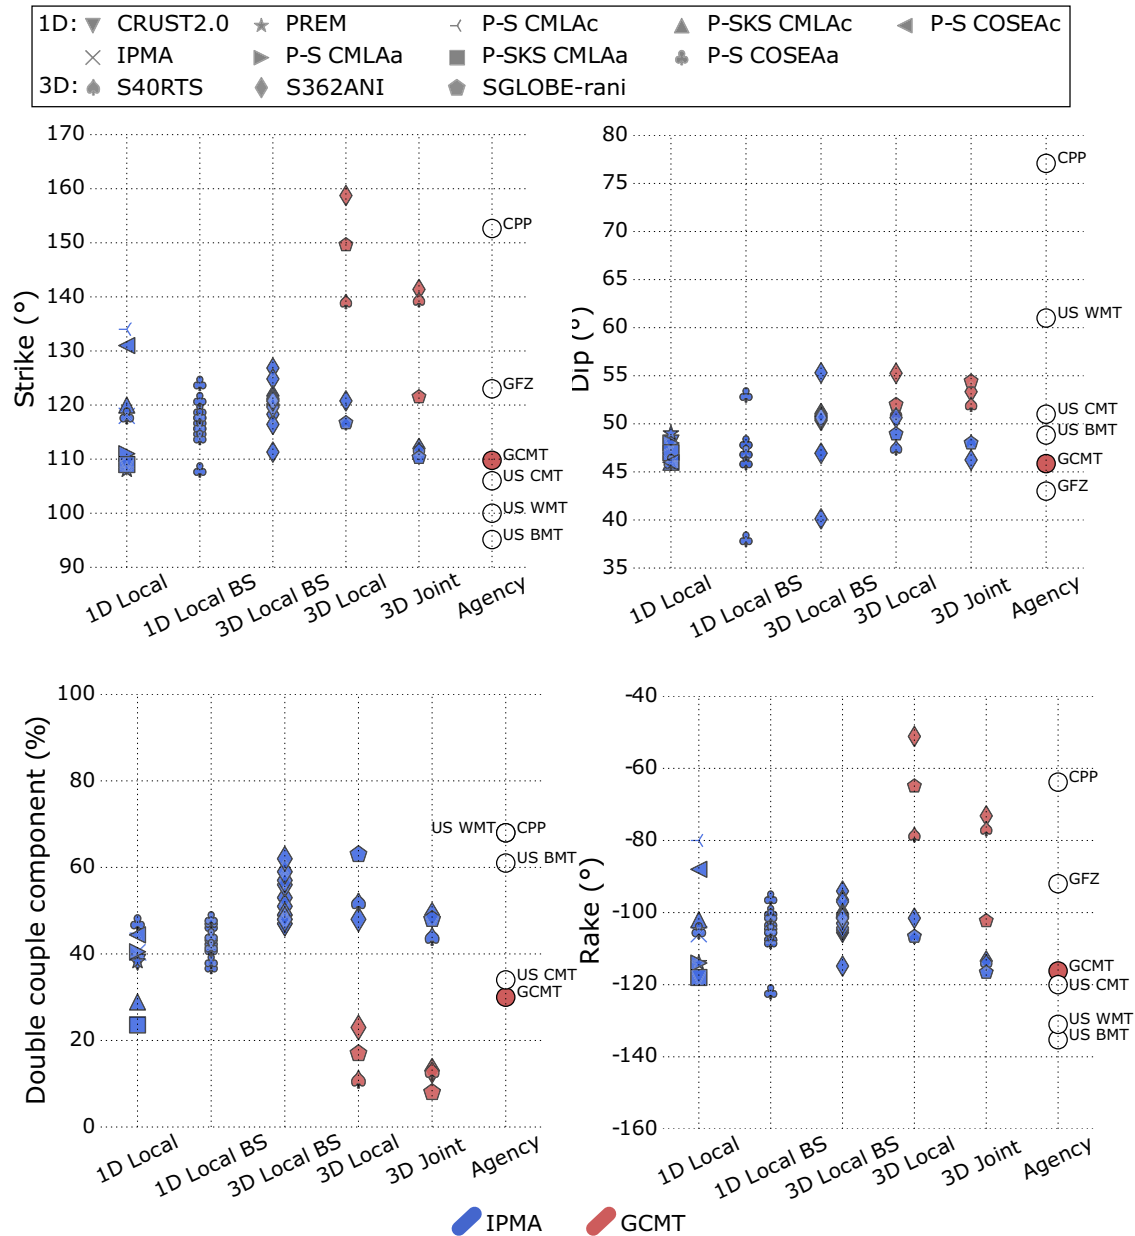 1D: CRUST2.0 PREM P-S CMLAc P-SKS CMLAc P-S COSEAc
IPMA P-S CMLAa P-SKS CMLAa P-S COSEAa
3D: S40RTS S362ANI SGLOBE-rani
Strike (°)
170
160
150
140
130
120
110
100
90
CPP
GFZ
GCMT
US CMT
US WMT
US BMT
1D Local
1D Local BS
3D Local BS
3D Local
3D Joint
Agency
Dip (°)
80
75
70
65
60
55
50
45
40
35
CPP
US WMT
US CMT
US BMT
GCMT
GFZ
1D Local
1D Local BS
3D Local BS
3D Local
3D Joint
Agency
Double couple component (%)
100
80
60
40
20
0
US WMT CPP
US BMT
US CMT
GCMT
1D Local
1D Local BS
3D Local BS
3D Local
3D Joint
Agency
Rake (°)
-40
-60
-80
-100
-120
-140
-160
CPP
GFZ
GCMT
US CMT
US WMT
US BMT
1D Local
1D Local BS
3D Local BS
3D Local
3D Joint
Agency
IPMA GCMT